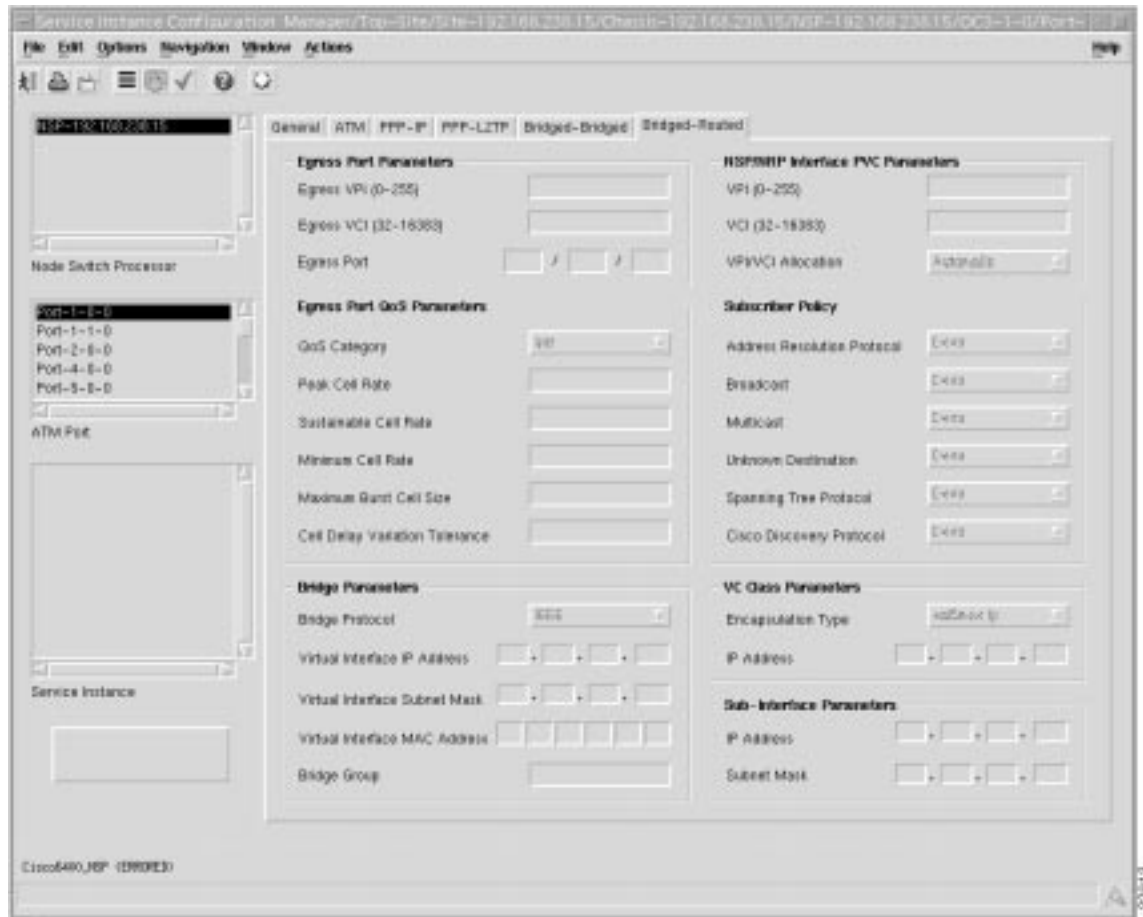 Service Instance Configuration Manager/Top-Site/Site-192.168.238.15/Chassis-192.168.238.15/NSP-192.168.238.15/OC3-1-0/Port-
File Edit Options Navigation Window Actions Help
NSP-192.168.238.15
Node Switch Processor
Port-1-0-0
Port-1-1-0
Port-2-0-0
Port-4-0-0
Port-5-0-0
ATM Port
Service Instance
General ATM PPP-IP PPP-L2TP Bridged-Bridged Bridged-Routed
Egress Port Parameters
Egress VPI (0-255)
Egress VCI (32-16383)
Egress Port / /
Egress Port QoS Parameters
QoS Category
Peak Cell Rate
Sustainable Cell Rate
Minimum Cell Rate
Maximum Burst Cell Size
Cell Delay Variation Tolerance
Bridge Parameters
Bridge Protocol IEEE
Virtual Interface IP Address . . .
Virtual Interface Subnet Mask . . .
Virtual Interface MAC Address
Bridge Group
NSP/NRP Interface PVC Parameters
VPI (0-255)
VCI (32-16383)
VPI/VCI Allocation Automatic
Subscriber Policy
Address Resolution Protocol
Broadcast
Multicast
Unknown Destination
Spanning Tree Protocol
Cisco Discovery Protocol
VC Class Parameters
Encapsulation Type
IP Address . . .
Sub-Interface Parameters
IP Address . . .
Subnet Mask . . .
Cisco6400_NSP (ERRORED)